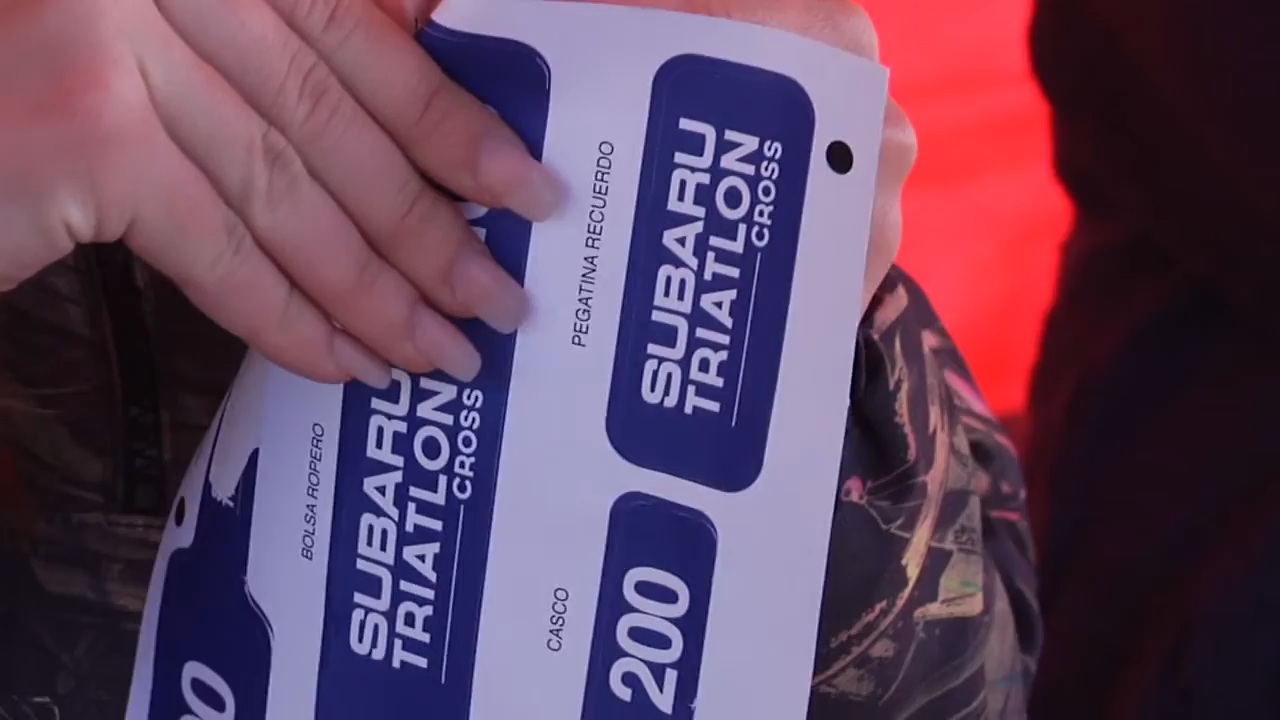 PEGATINA RECUERDO
SUBARU
TRIATLON
CROSS
BOLSA ROPERO
SUBARU
TRIATLON
CROSS
CASCO
200